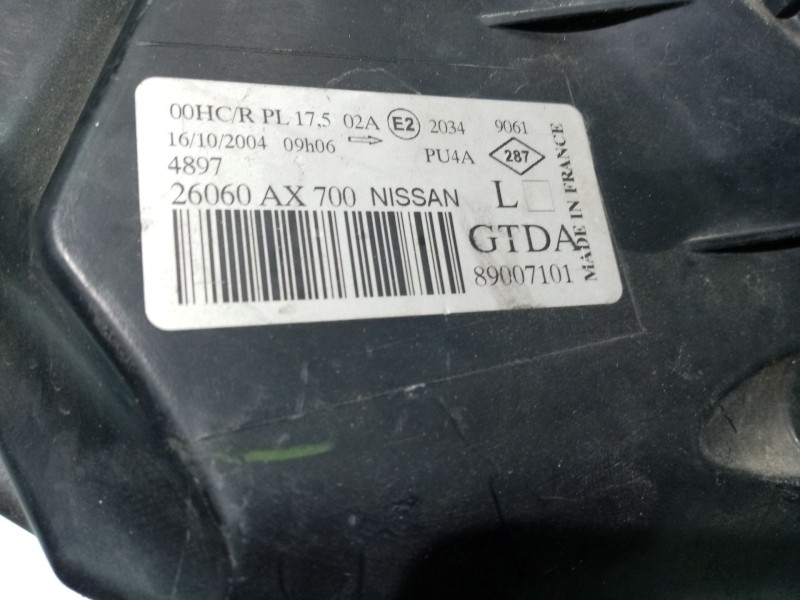 00HC/R PL 17,5 02A E2 2034 9061
16/10/2004 09h06 PU4A 287
4897
26060 AX 700 NISSAN L
GTDA
89007101
MADE IN FRANCE